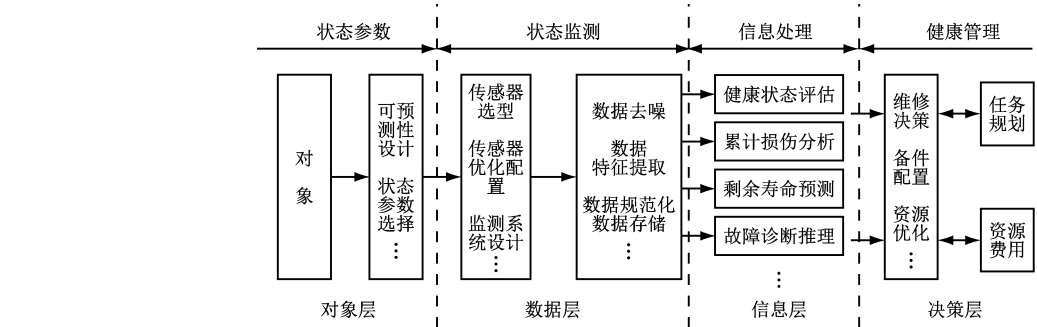 状态参数
状态监测
信息处理
健康管理
对
象
可预
测性
设计
状态
参数
选择
⋮
传感器
选型
传感器
优化配
置
监测系
统设计
⋮
数据去噪
数据
特征提取
数据规范化
数据存储
⋮
健康状态评估
累计损伤分析
剩余寿命预测
故障诊断推理
⋮
维修
决策
备件
配置
资源
优化
⋮
任务
规划
资源
费用
对象层
数据层
信息层
决策层